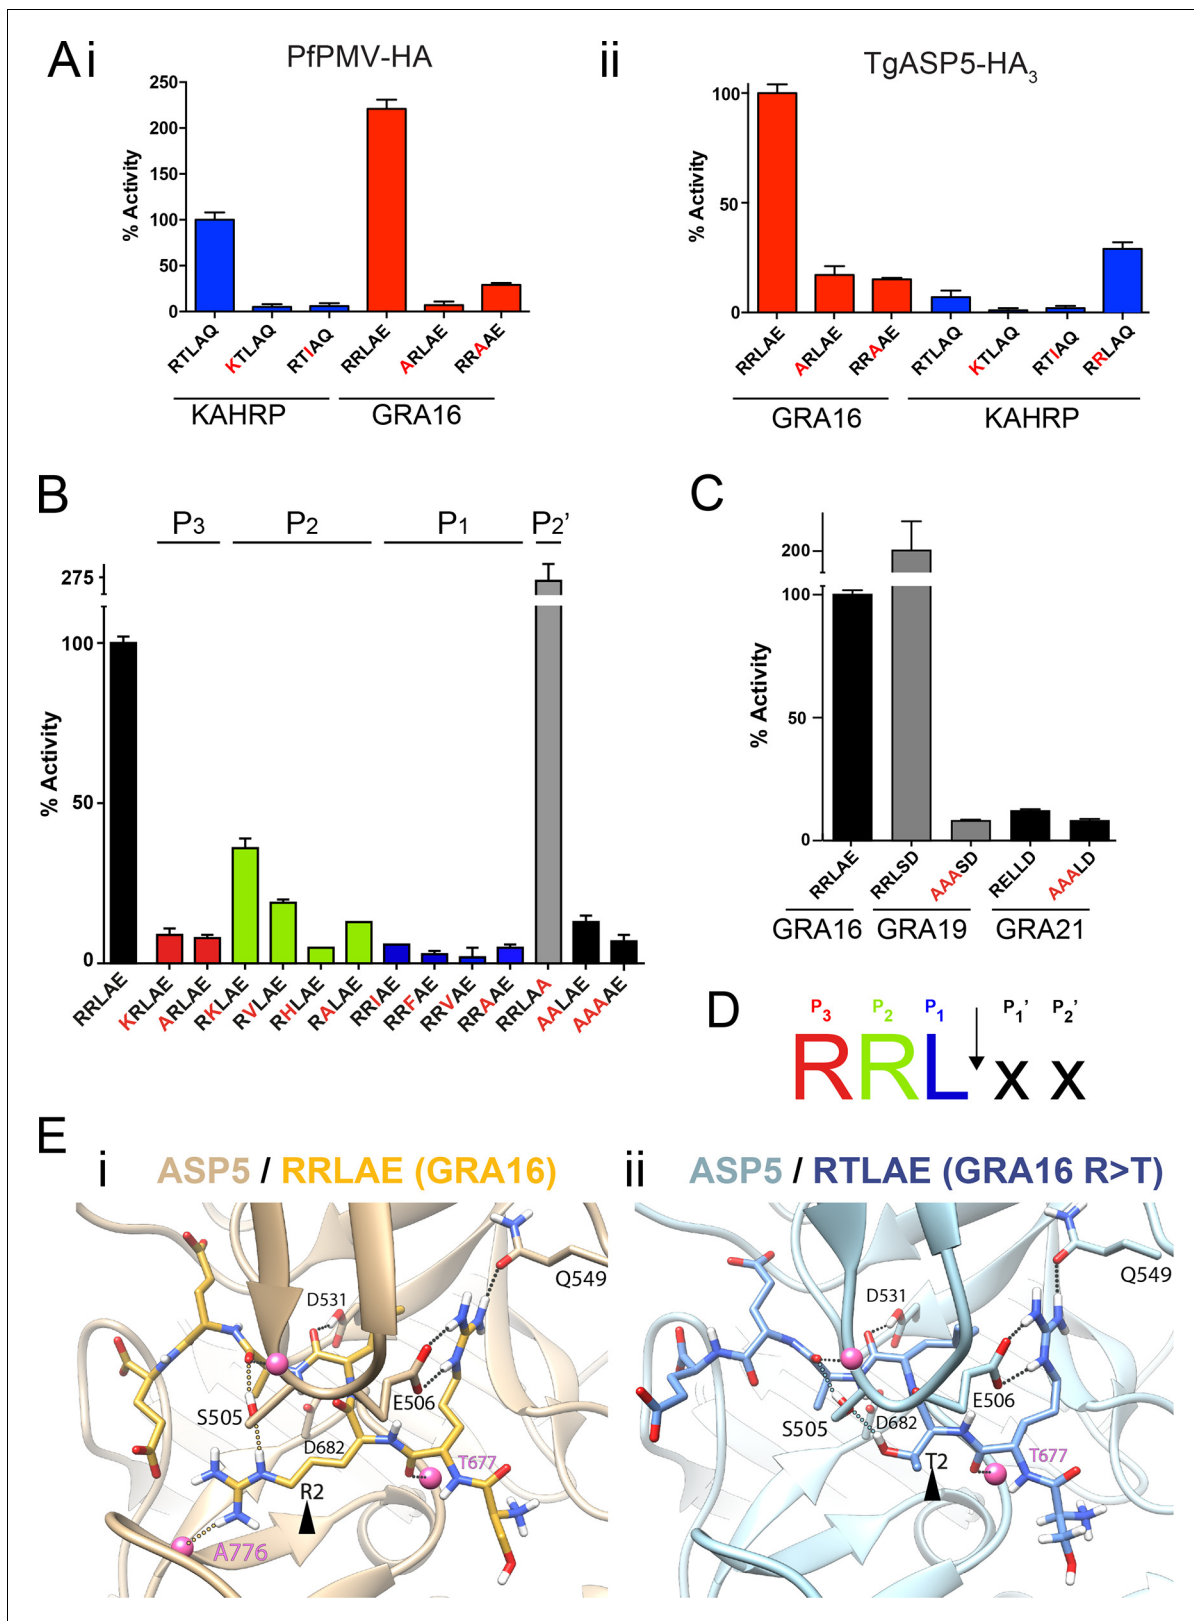 A i PfPMV-HA
% Activity
250
200
150
100
50
0
RTLAQ KTLAQ RTIAQ RRLAE ARLAE RRAAE
KAHRP GRA16
ii TgASP5-HA3
% Activity
100
50
0
RRLAE ARLAE RRAAE RTLAQ KTLAQ RTIAQ RRLAQ
GRA16 KAHRP
B
P3 P2 P1 P2'
% Activity
275
100
50
0
RRLAE KRLAE ARLAE RKLAE RVLAE RHLAE RALAE RRIAE RRFAE RRVAE RRAAE RRLAA AALAE AAAAE
C
% Activity
200
100
50
0
RRLAE RRLSD AAASD RELLD AAALD
GRA16 GRA19 GRA21
D
P3 P2 P1 P1' P2'
RRL x x
E
i ASP5 / RRLAE (GRA16)
Q549
D531
S505
E506
D682
T677
R2
A776
ii ASP5 / RTLAE (GRA16 R>T)
Q549
D531
E506
S505
D682
T2
T677